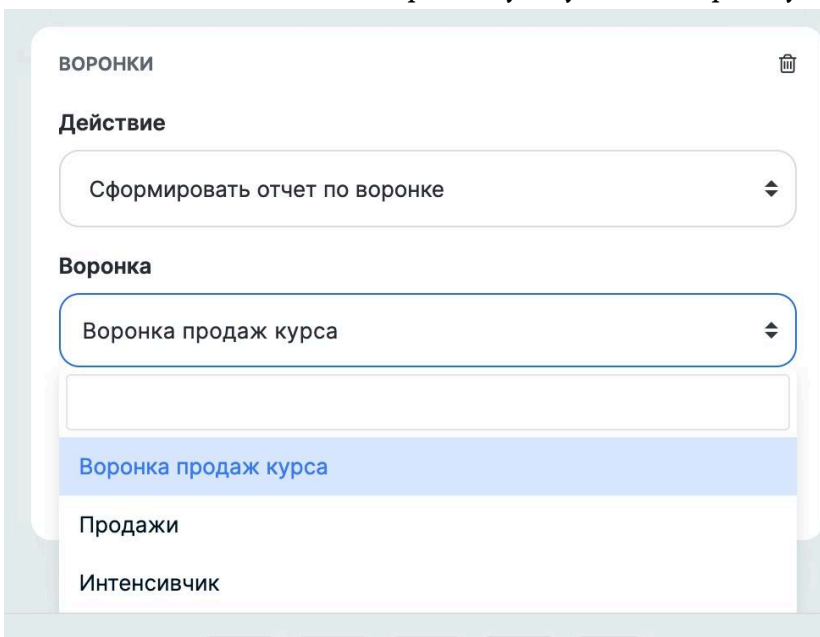 ВОРОНКИ
Действие
Сформировать отчет по воронке
Воронка
Воронка продаж курса
Воронка продаж курса
Продажи
Интенсивчик